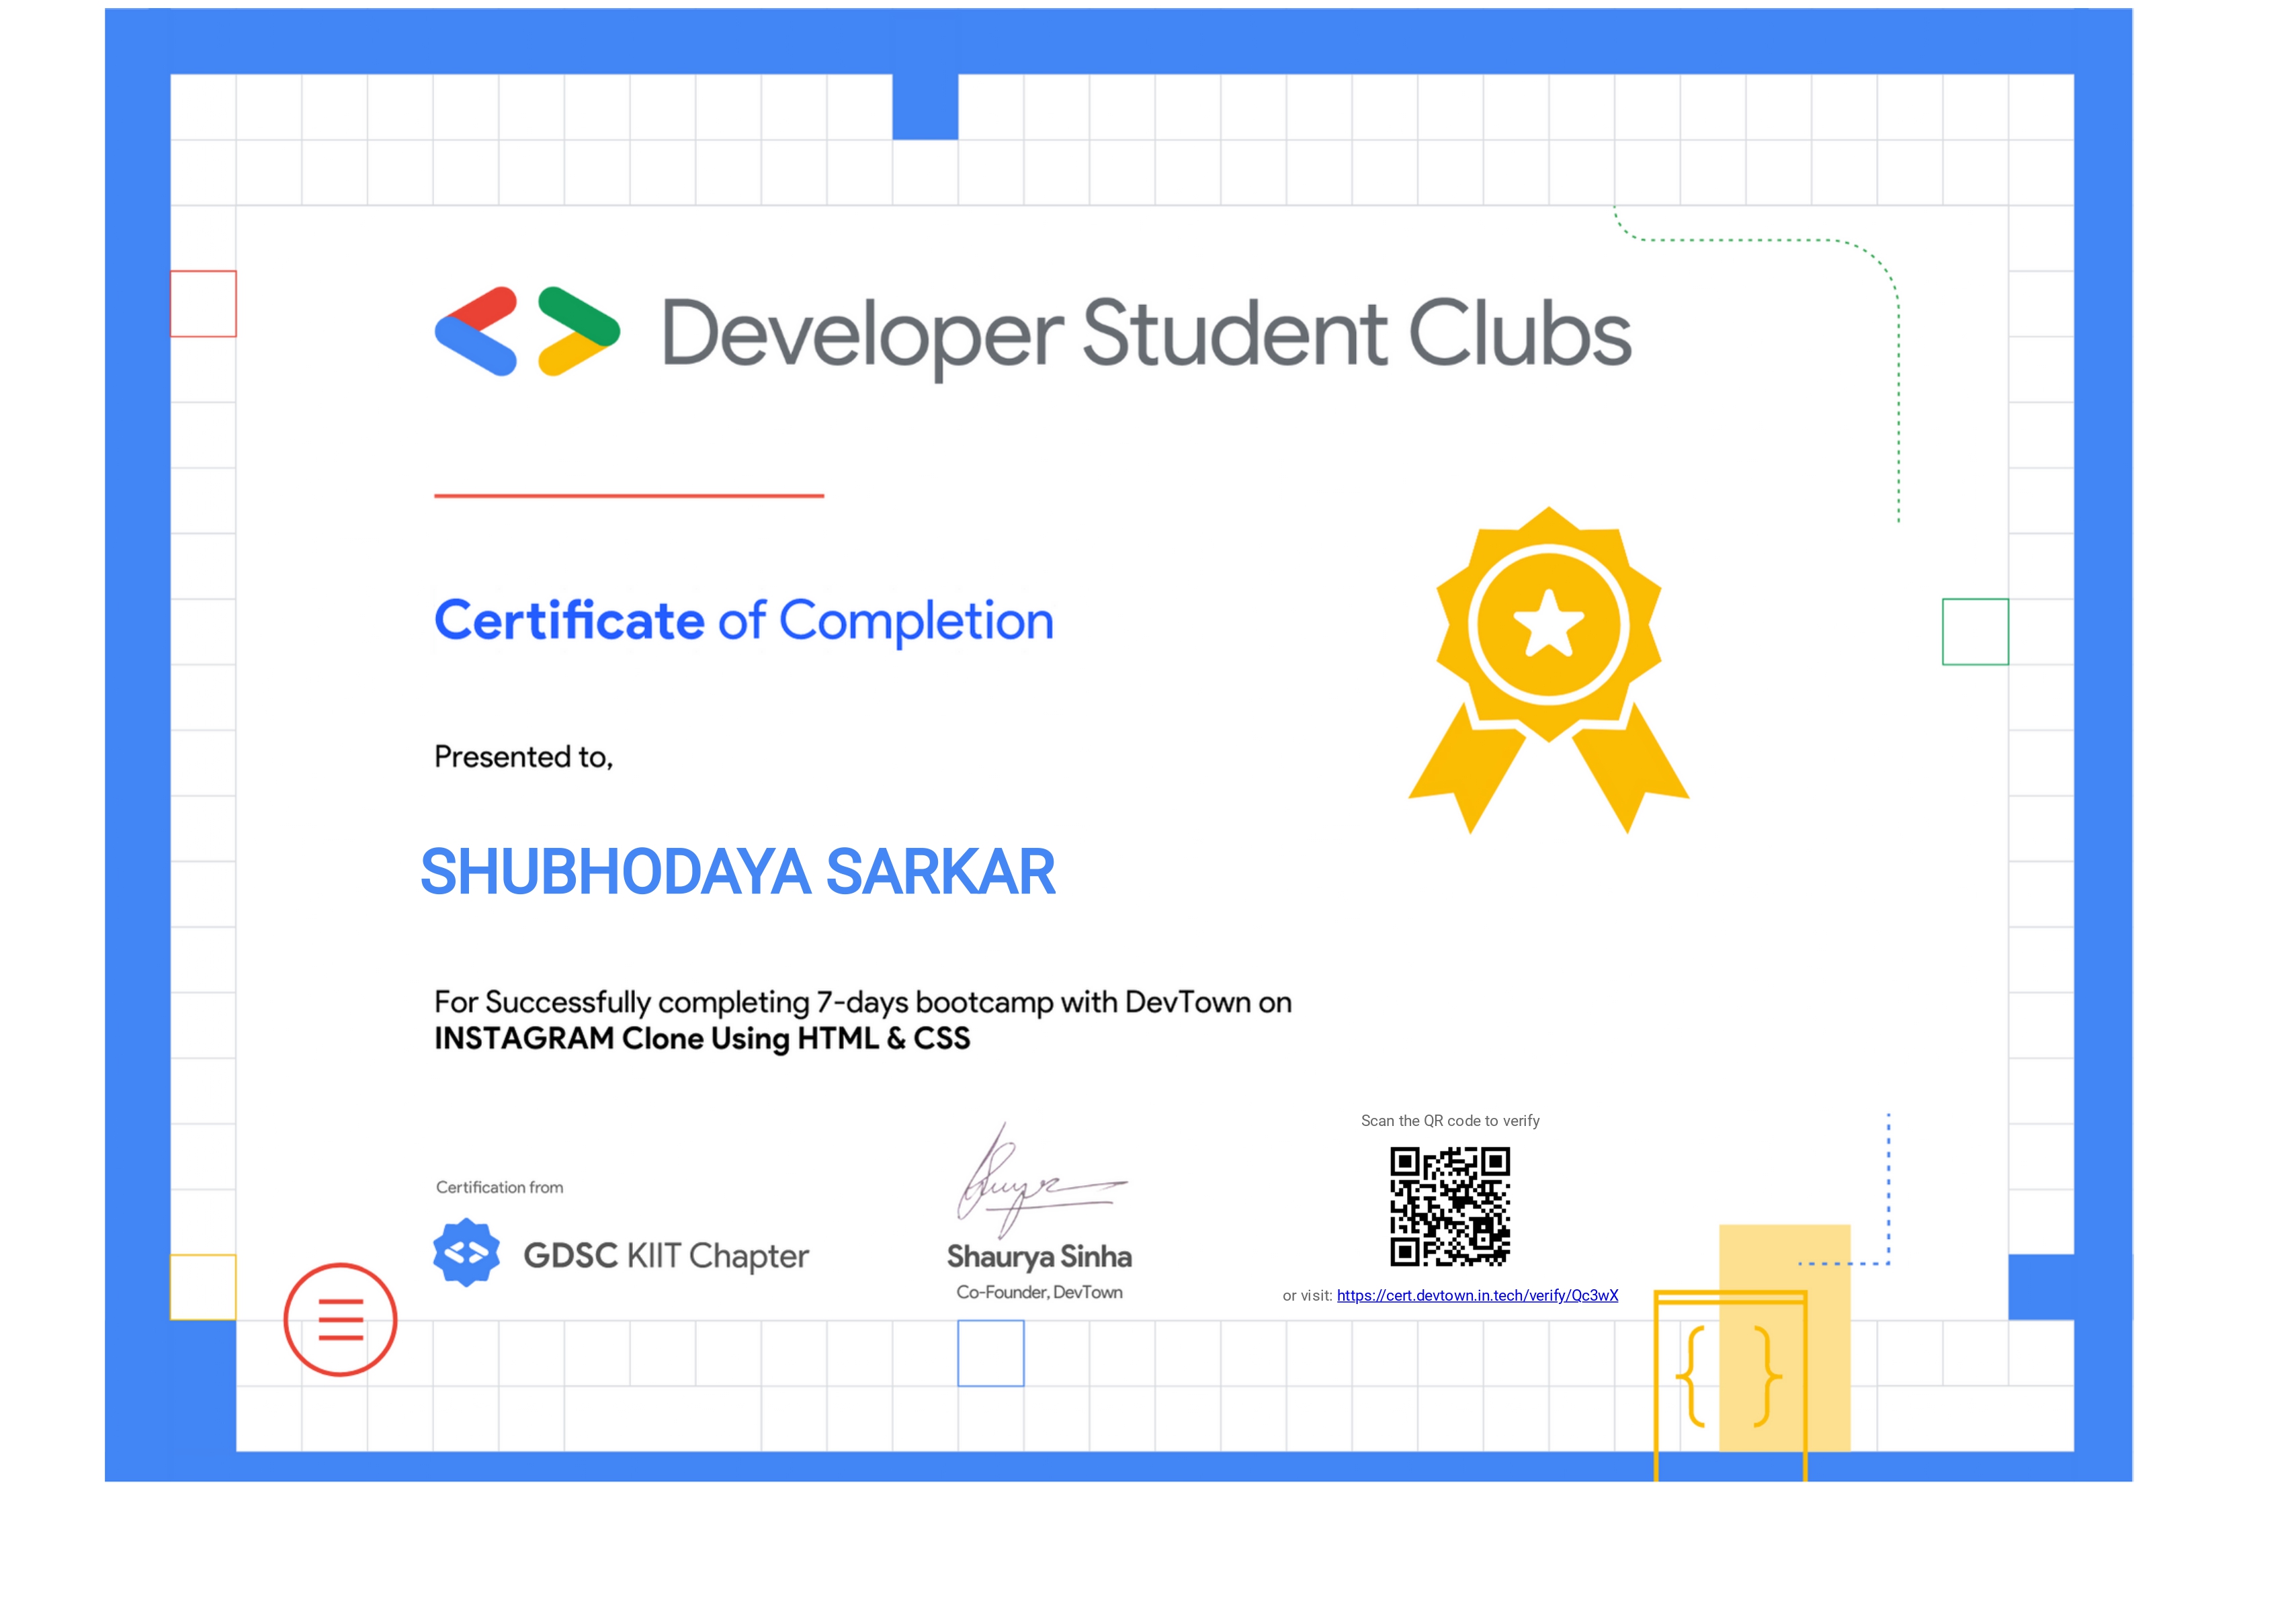 Developer Student Clubs
Certificate of Completion
Presented to,
SHUBHODAYA SARKAR
For Successfully completing 7-days bootcamp with DevTown on
INSTAGRAM Clone Using HTML & CSS
Certification from
GDSC KIIT Chapter
Shaurya Sinha
Co-Founder, DevTown
Scan the QR code to verify
or visit: https://cert.devtown.in.tech/verify/Qc3wX
{ }